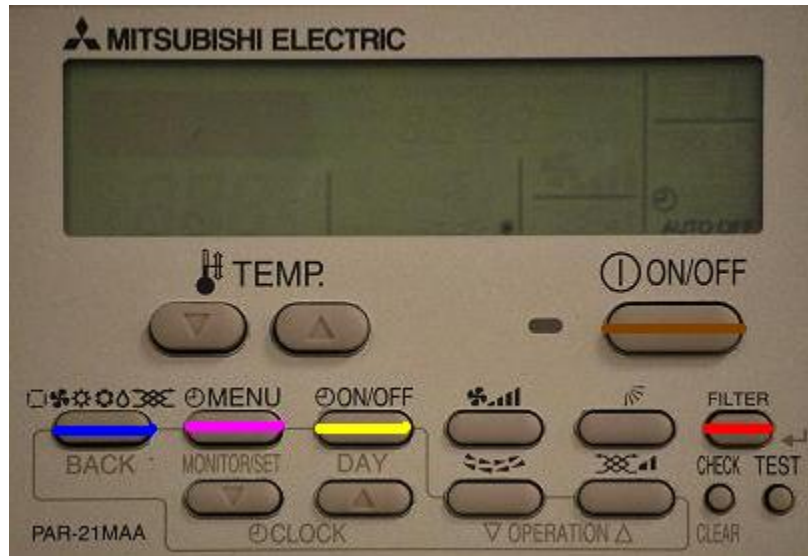 MITSUBISHI ELECTRIC
AUTO OFF
TEMP. ON/OFF
MENU ON/OFF FILTER
BACK MONITOR/SET DAY CHECK TEST
PAR-21MAA CLOCK OPERATION CLEAR